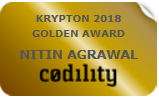 KRYPTON 2018
GOLDEN AWARD
NITIN AGRAWAL
codility